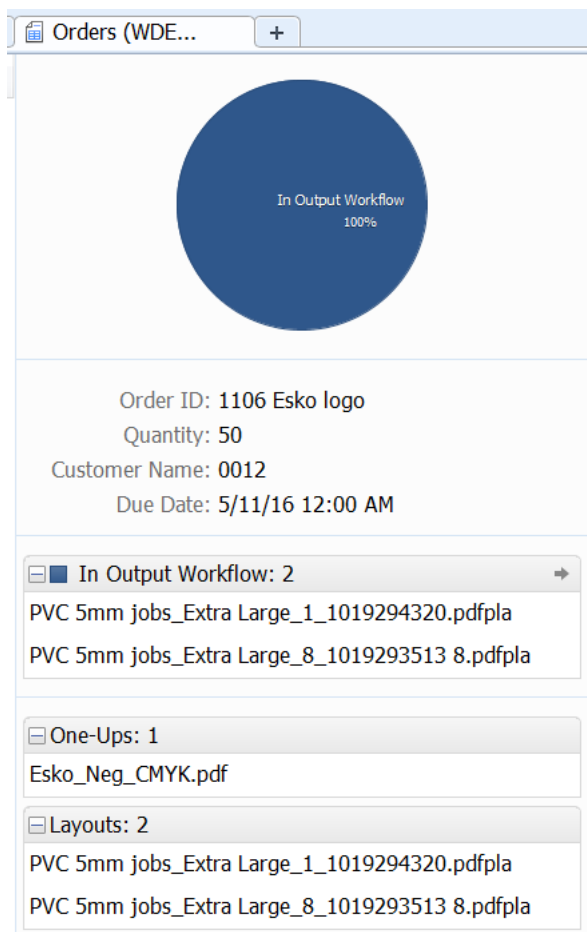 Orders (WDE...
+
In Output Workflow
100%
Order ID: 1106 Esko logo
Quantity: 50
Customer Name: 0012
Due Date: 5/11/16 12:00 AM
In Output Workflow: 2
PVC 5mm jobs_Extra Large_1_1019294320.pdfpla
PVC 5mm jobs_Extra Large_8_1019293513 8.pdfpla
One-Ups: 1
Esko_Neg_CMYK.pdf
Layouts: 2
PVC 5mm jobs_Extra Large_1_1019294320.pdfpla
PVC 5mm jobs_Extra Large_8_1019293513 8.pdfpla